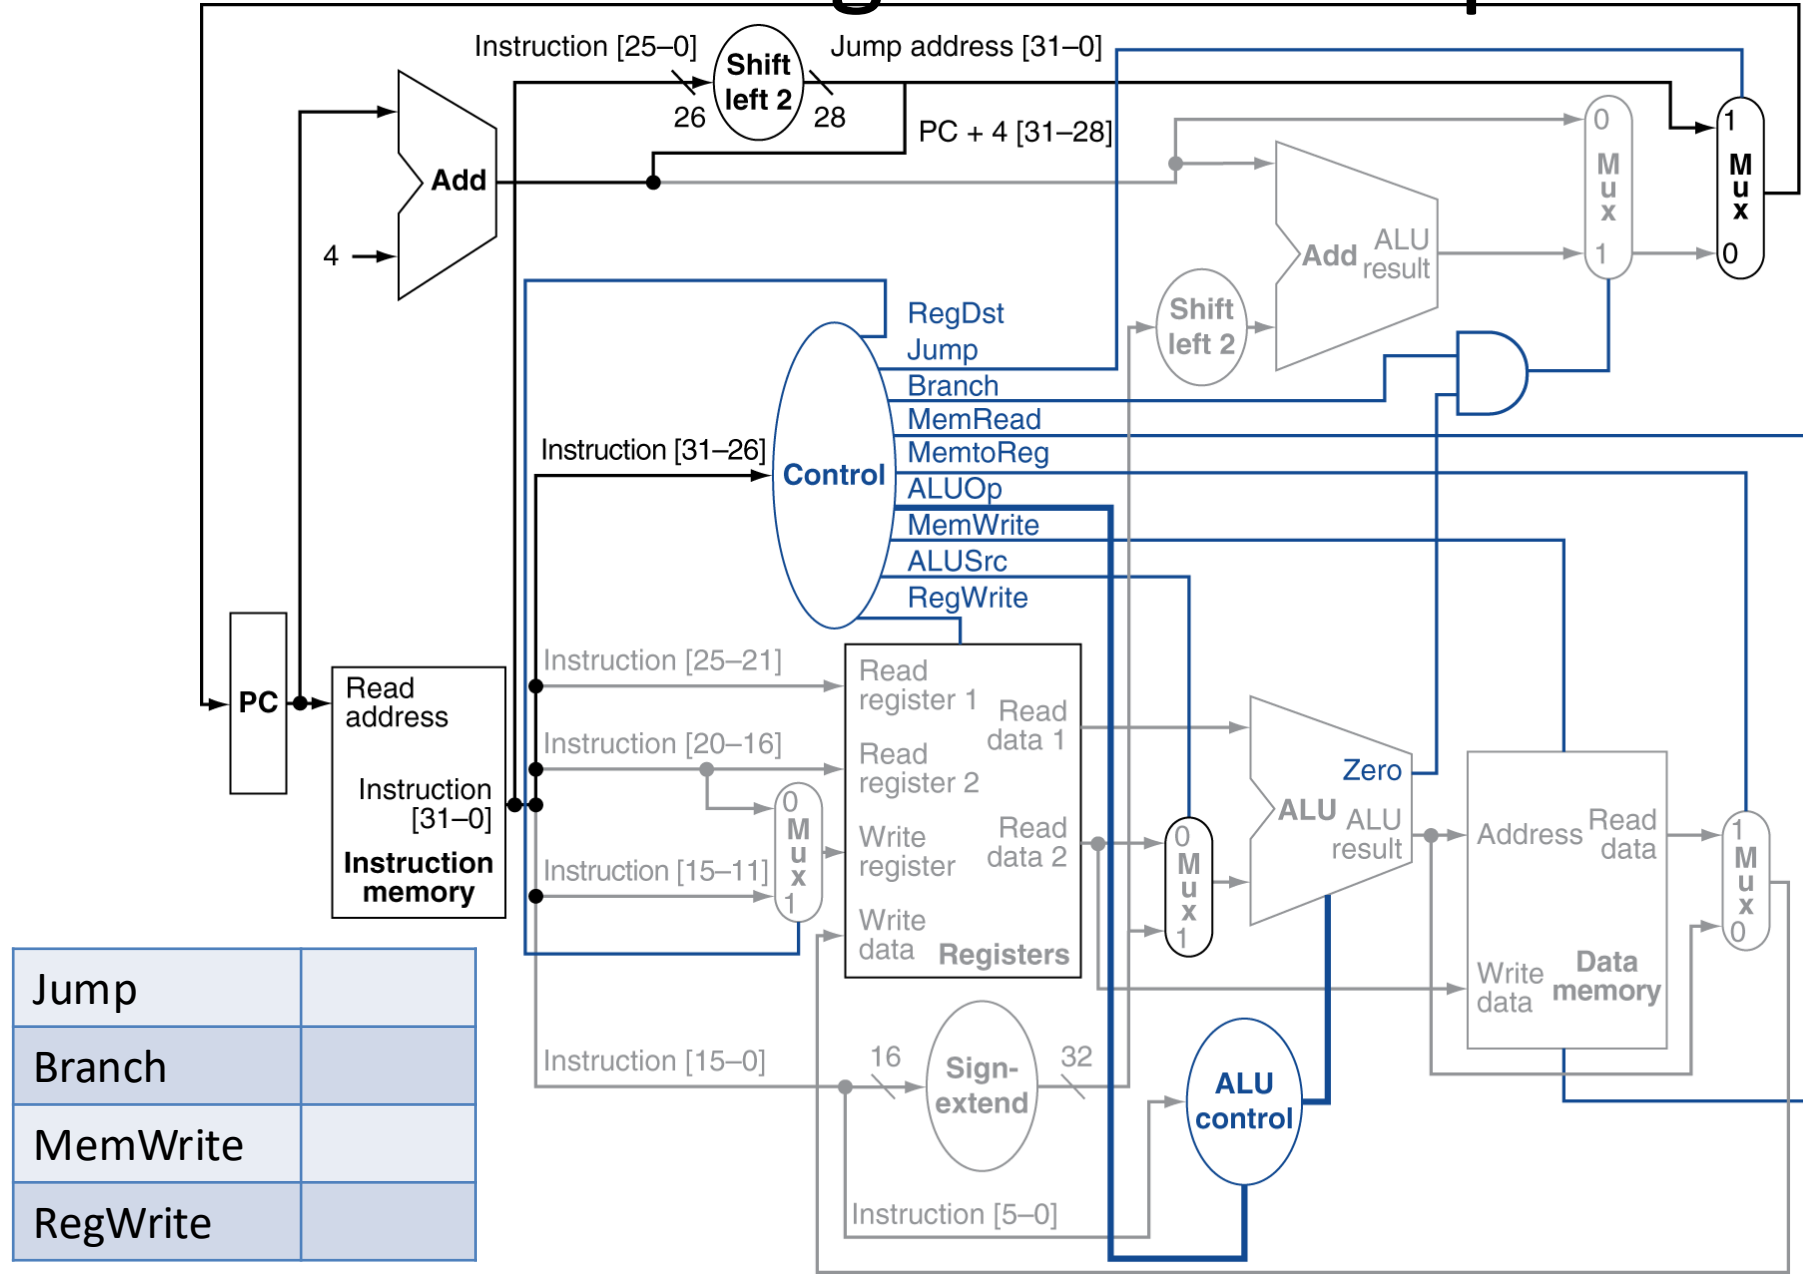 Instruction [25–0]
Shift
left 2
Jump address [31–0]
26
28
PC + 4 [31–28]
Add
4
0
M
u
x
1
1
M
u
x
0
Add
ALU
result
Shift
left 2
RegDst
Jump
Branch
MemRead
MemtoReg
ALUOp
MemWrite
ALUSrc
RegWrite
Control
Instruction [31–26]
PC
Read
address
Instruction
[31–0]
Instruction
memory
Instruction [25–21]
Instruction [20–16]
Instruction [15–11]
0
M
u
x
1
Read
register 1
Read
register 2
Write
register
Write
data
Read
data 1
Read
data 2
Registers
0
M
u
x
1
Zero
ALU
ALU
result
Address
Read
data
Write
data
Data
memory
1
M
u
x
0
Instruction [15–0]
16
Sign-
extend
32
ALU
control
Instruction [5–0]
Jump
Branch
MemWrite
RegWrite